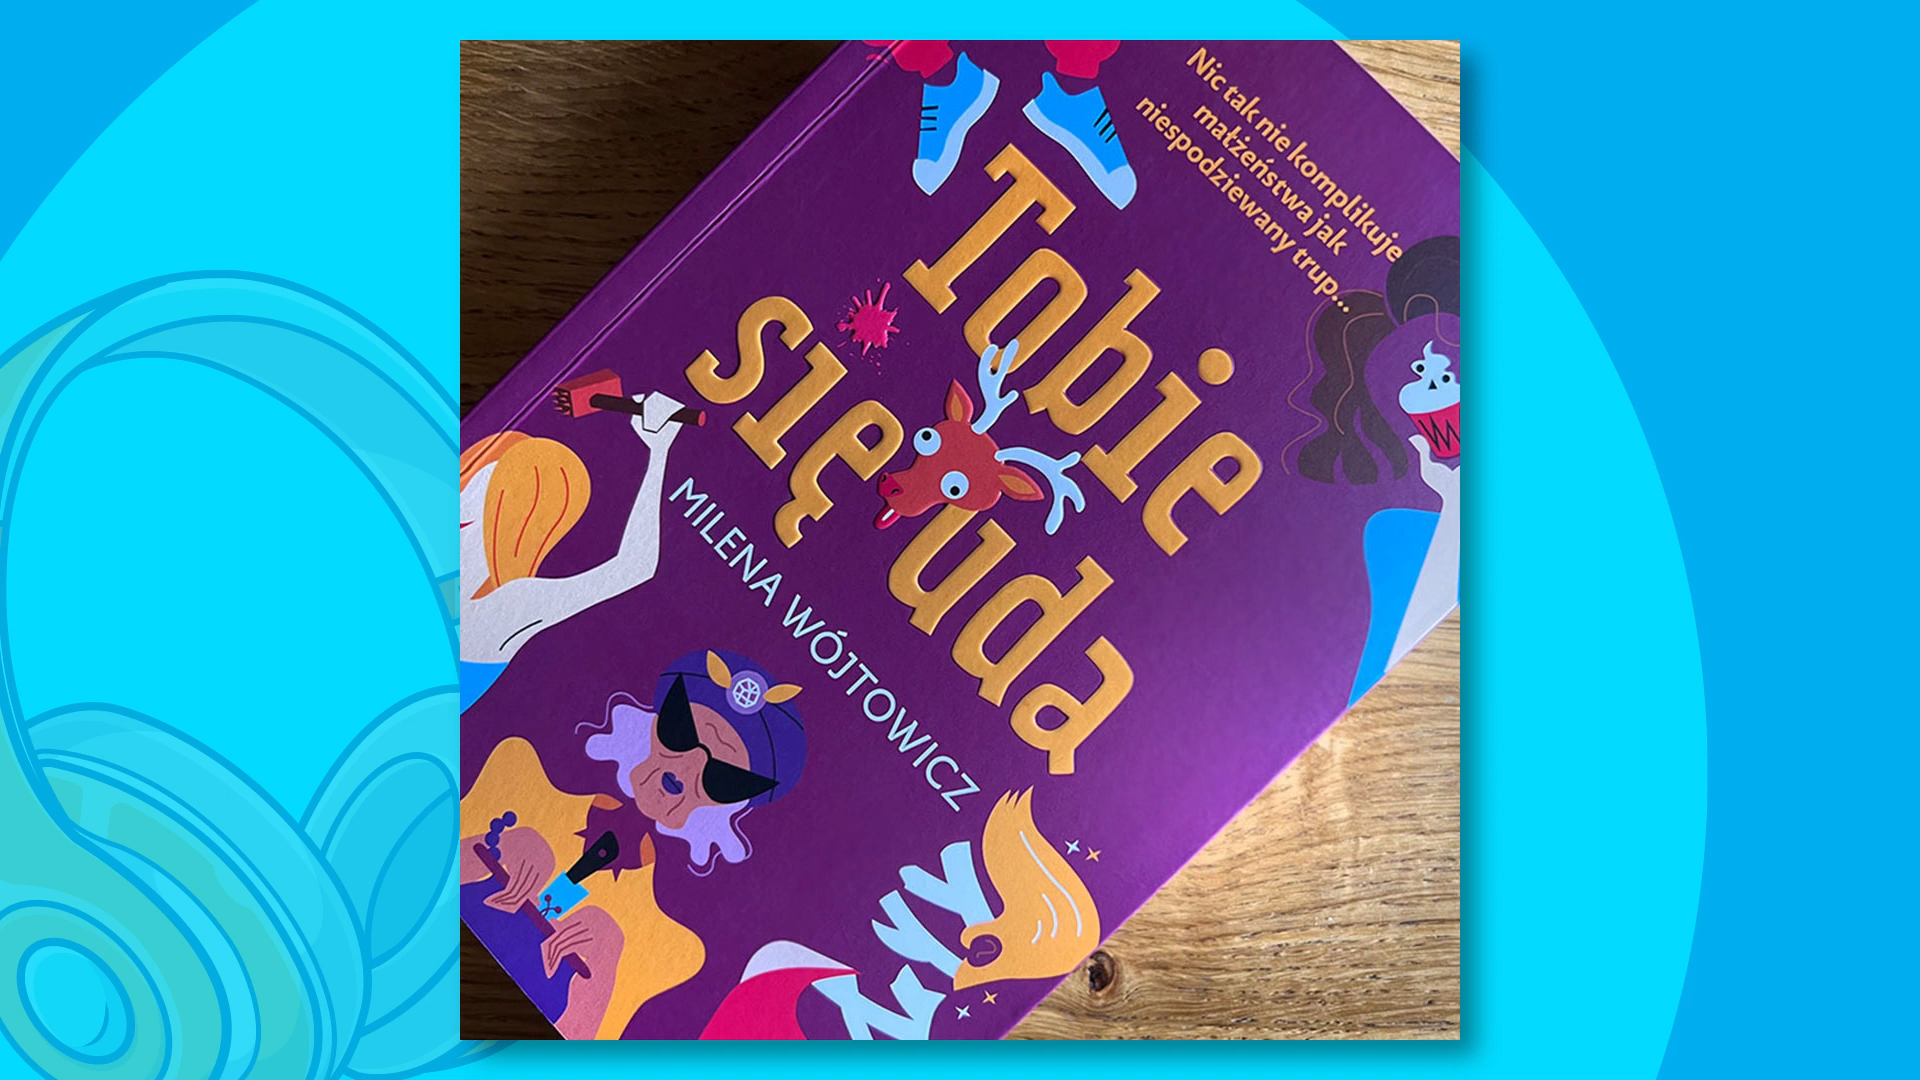 Nic tak nie komplikuje
małżeństwa jak
niespodziewany trup...
Tobie
się uda
MILENA WÓJTOWICZ